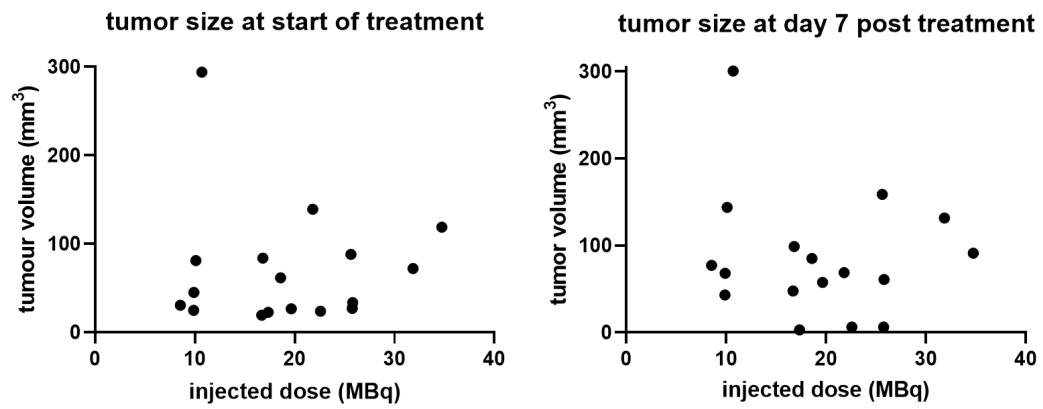 tumor size at start of treatment
tumour volume (mm3)
300
200
100
0
0 10 20 30 40
injected dose (MBq)
tumor size at day 7 post treatment
tumor volume (mm3)
300
200
100
0
0 10 20 30 40
injected dose (MBq)